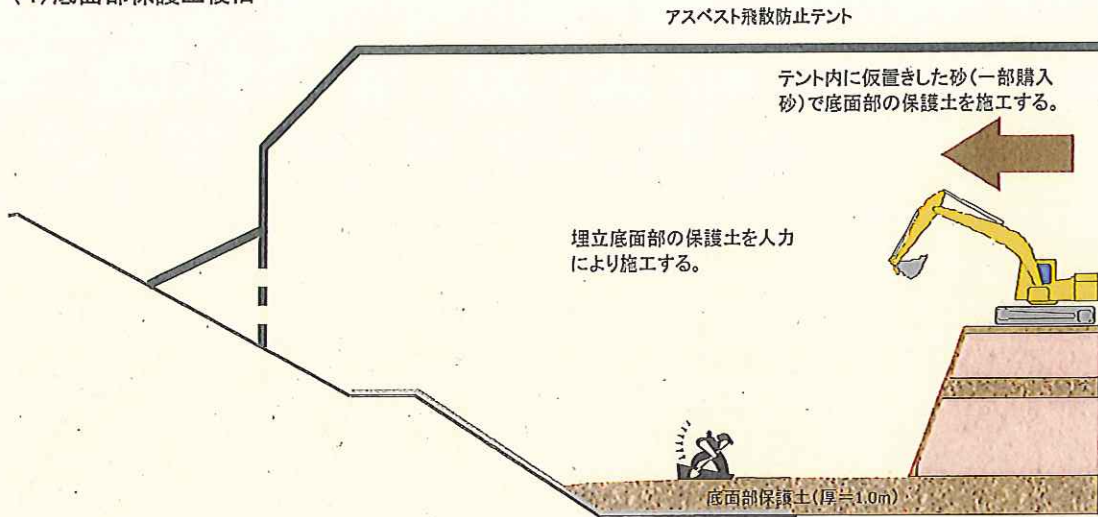 アスベスト飛散防止テント
テント内に仮置きした砂(一部購入
砂)で底面部の保護土を施工する。
埋立底面部の保護土を人力
により施工する。
底面部保護土(厚=1.0m)